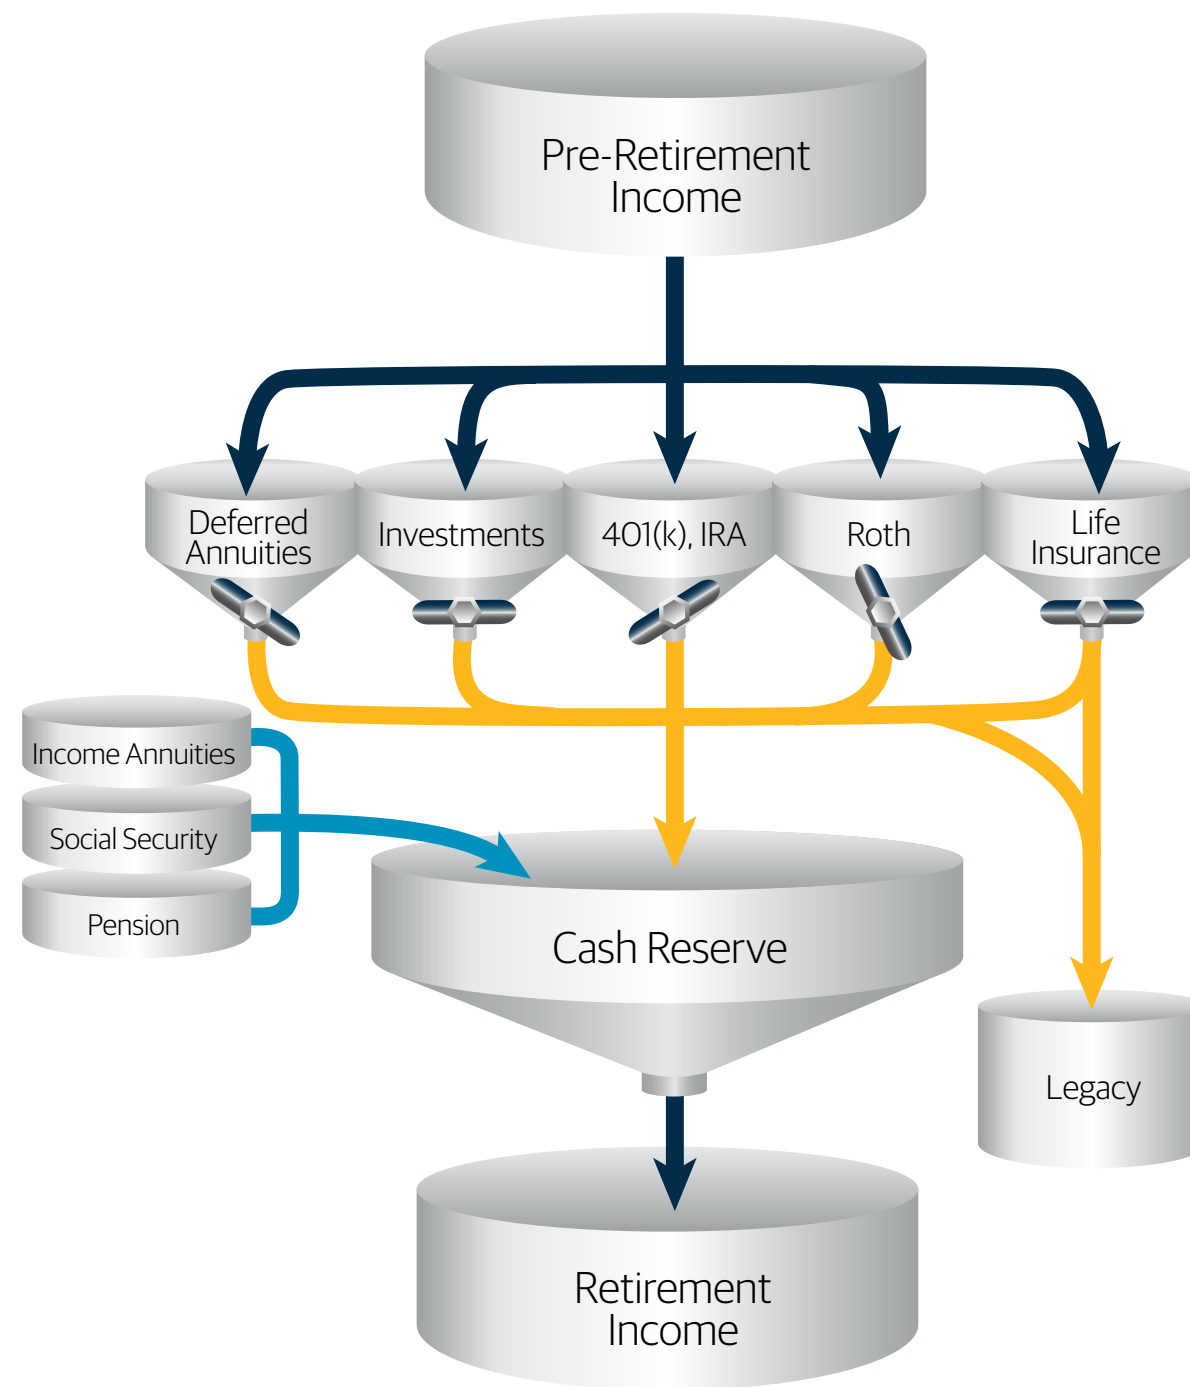 Pre-Retirement
Income
Deferred
Annuities
Investments
401(k), IRA
Roth
Life
Insurance
Income Annuities
Social Security
Pension
Cash Reserve
Legacy
Retirement
Income